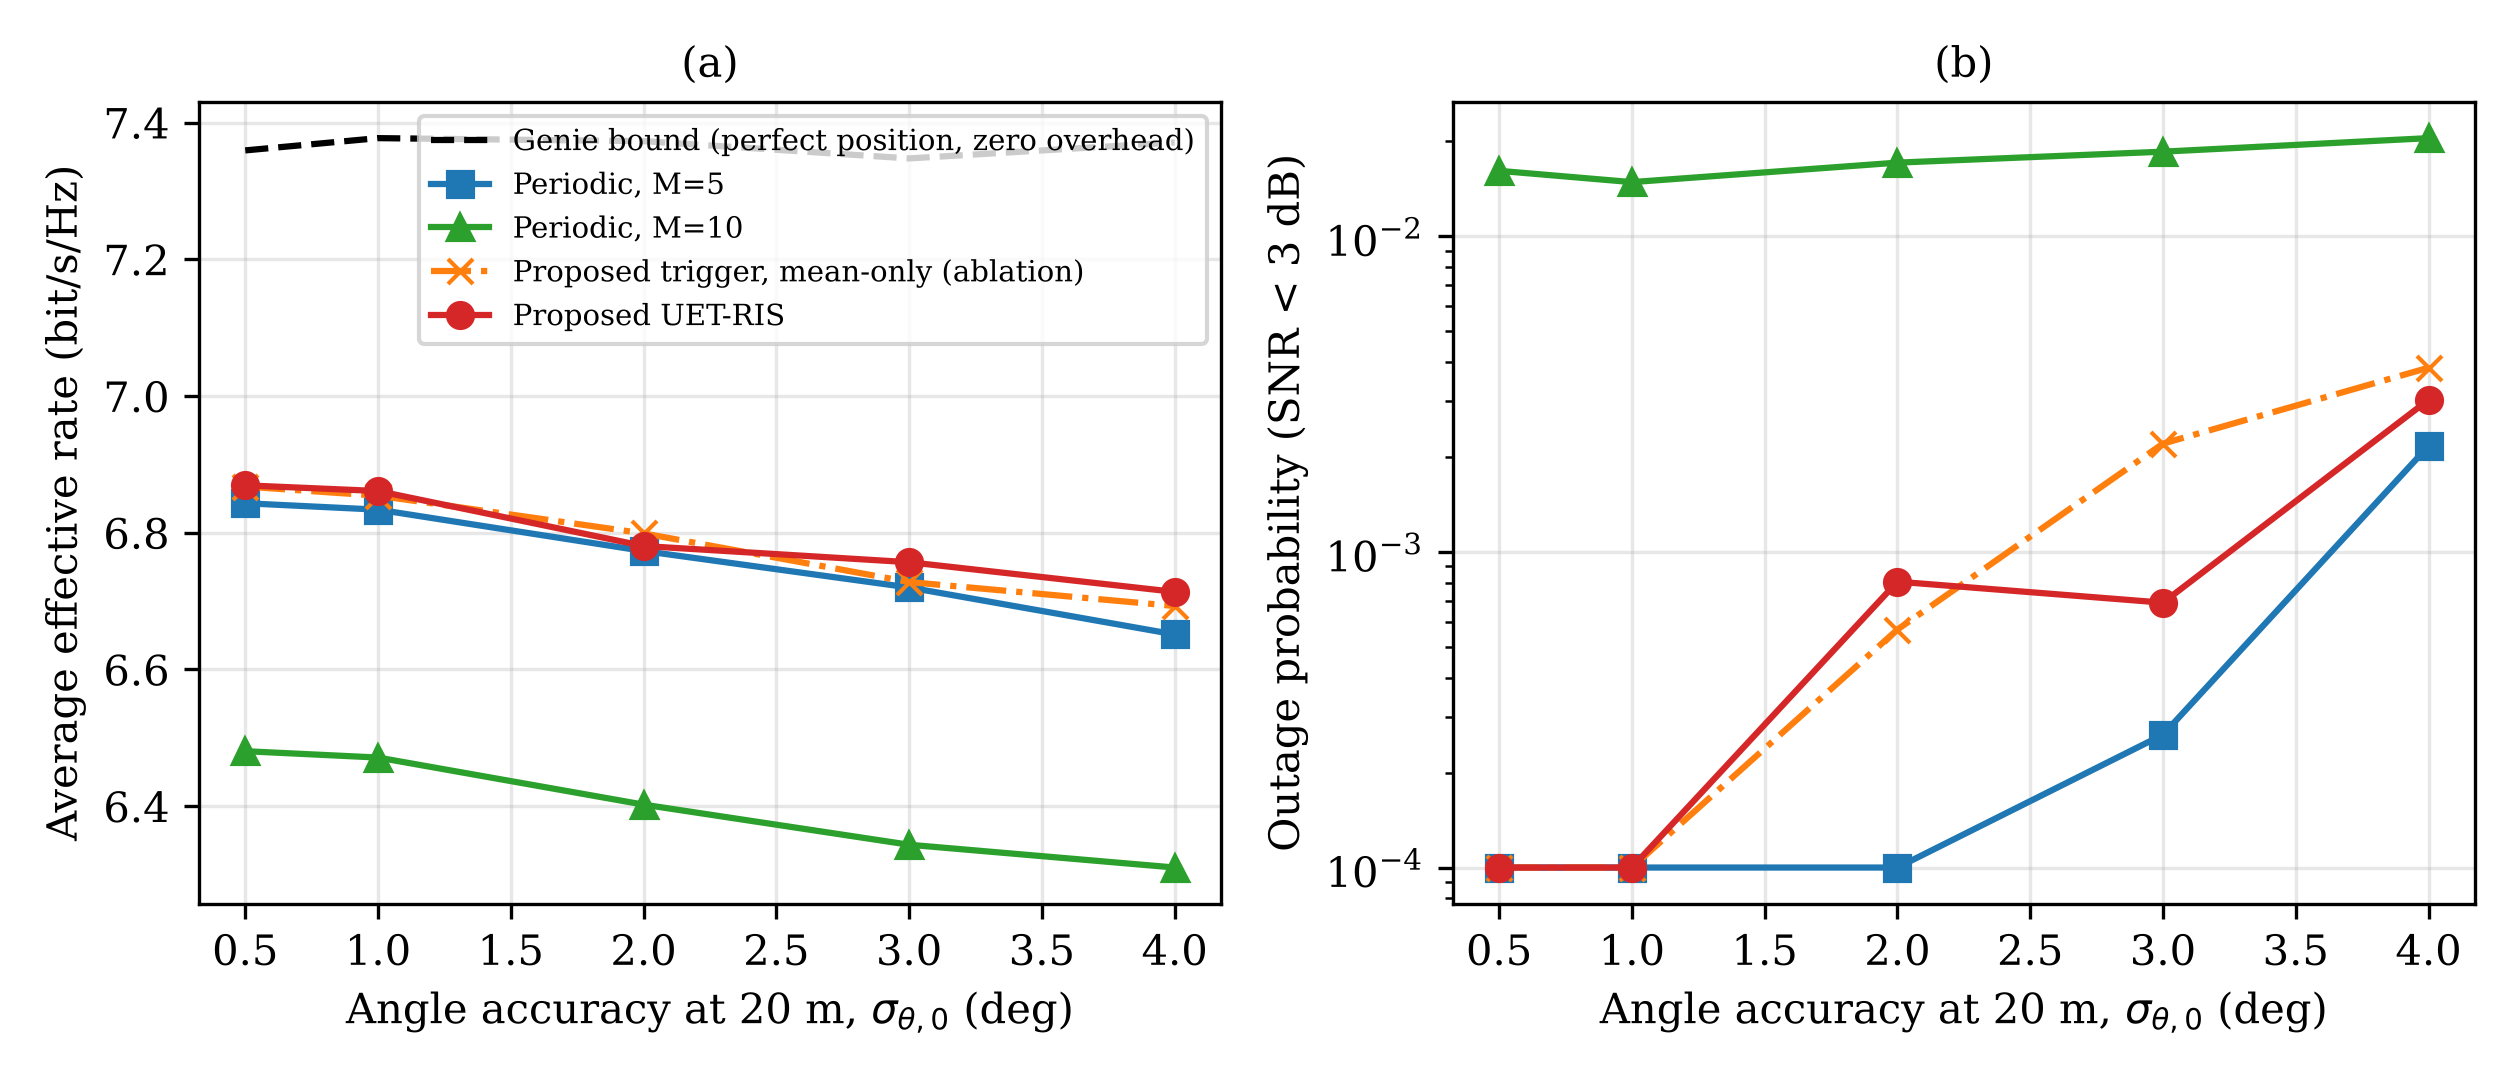 (a)
7.4
7.2
7.0
6.8
6.6
6.4
Average effective rate (bit/s/Hz)
Genie bound (perfect position, zero overhead)
Periodic, M=5
Periodic, M=10
Proposed trigger, mean-only (ablation)
Proposed UET-RIS
0.5 1.0 1.5 2.0 2.5 3.0 3.5 4.0
Angle accuracy at 20 m, σ_θ,0 (deg)
(b)
10⁻²
10⁻³
10⁻⁴
Outage probability (SNR < 3 dB)
0.5 1.0 1.5 2.0 2.5 3.0 3.5 4.0
Angle accuracy at 20 m, σ_θ,0 (deg)